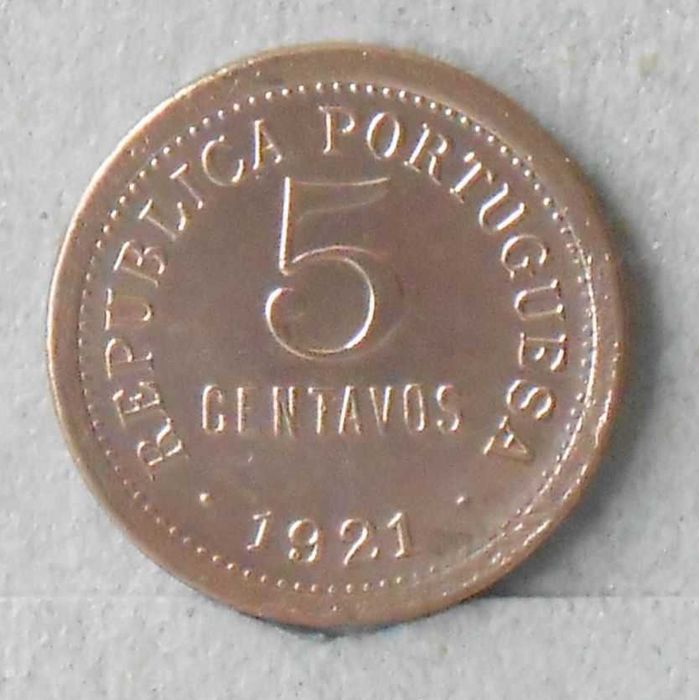 REPUBLICA PORTUGUESA
5
CENTAVOS
· 1921 ·